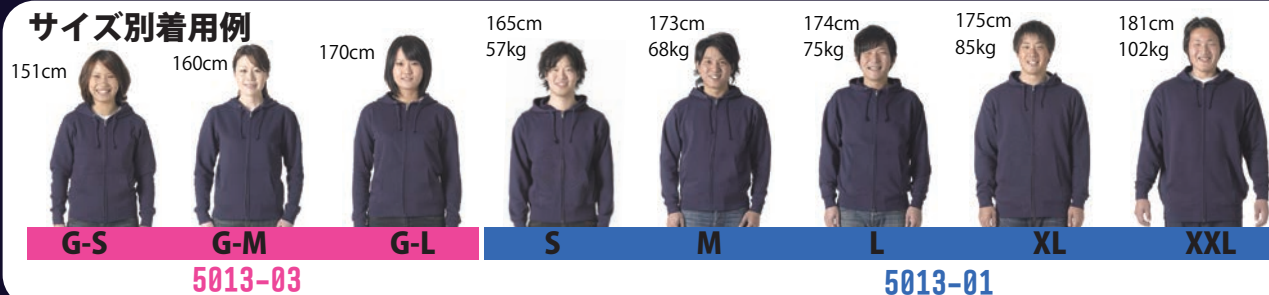 サイズ別着用例
151cm
160cm
170cm
165cm
57kg
173cm
68kg
174cm
75kg
175cm
85kg
181cm
102kg
G-S
G-M
G-L
S
M
L
XL
XXL
5013-03
5013-01